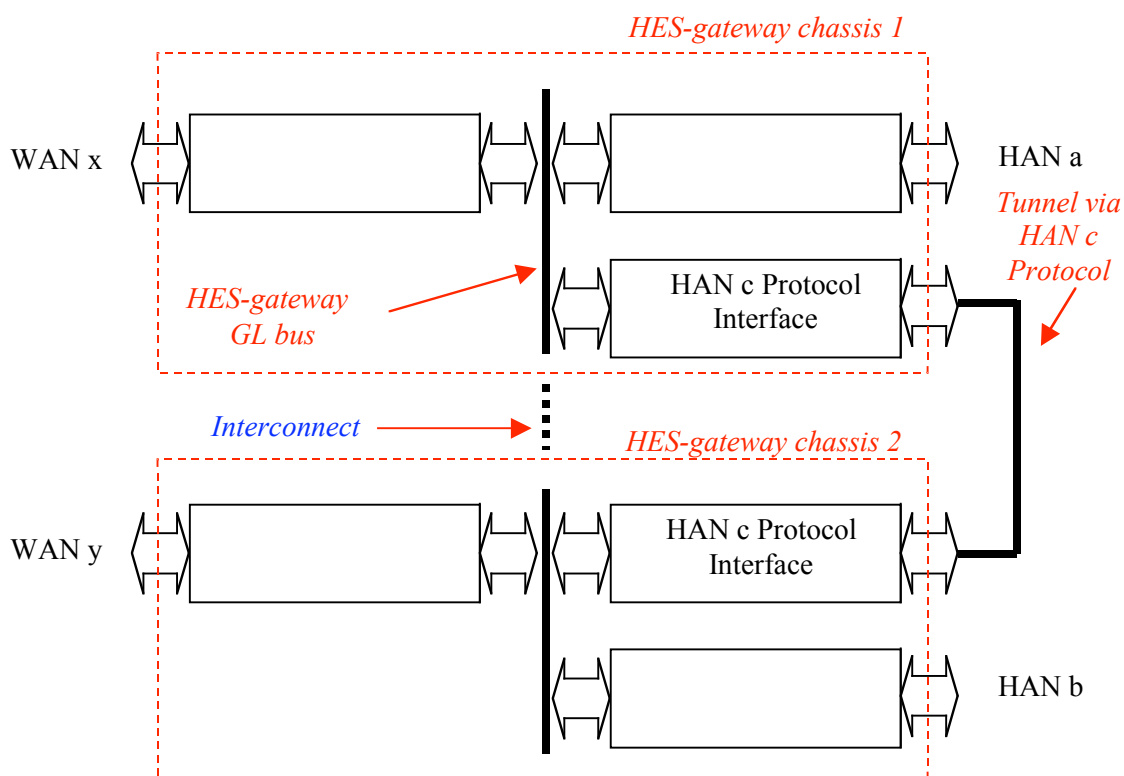 HES-gateway chassis 1
WAN x
HAN a
Tunnel via
HAN c
Protocol
HAN c Protocol
Interface
HES-gateway
GL bus
Interconnect
HES-gateway chassis 2
WAN y
HAN c Protocol
Interface
HAN b